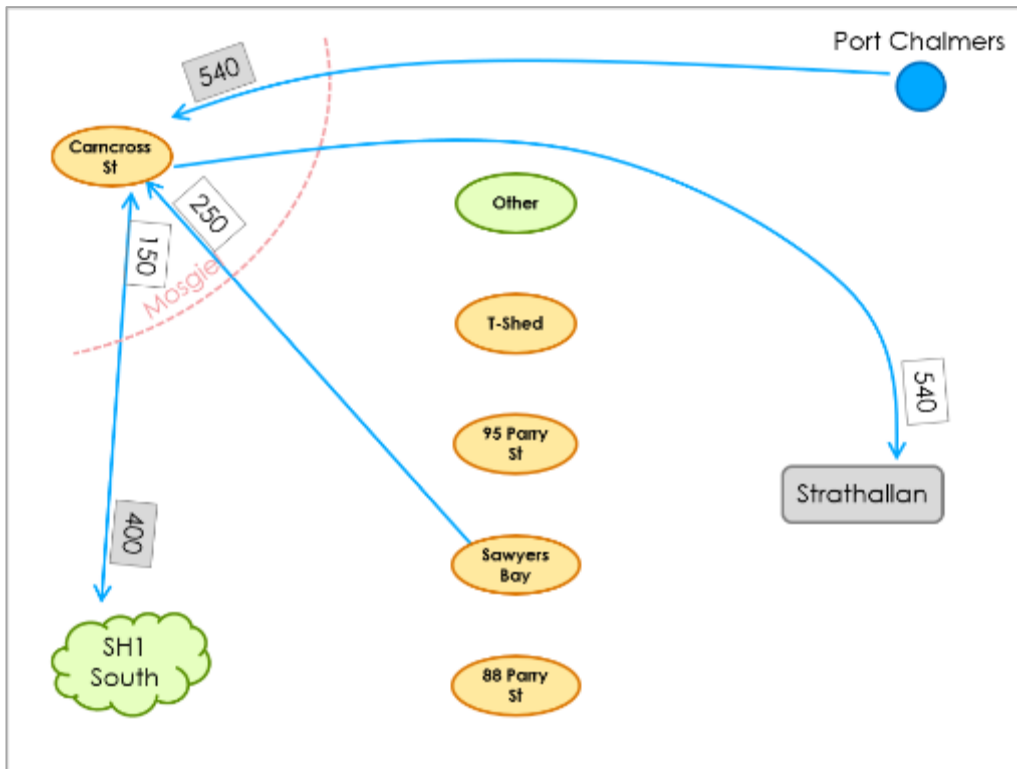 Port Chalmers
540
Carncross
St
250
Other
150
Mosgiel
T-Shed
540
95 Parry
St
Strathallan
400
Sawyers
Bay
SH1
South
88 Parry
St